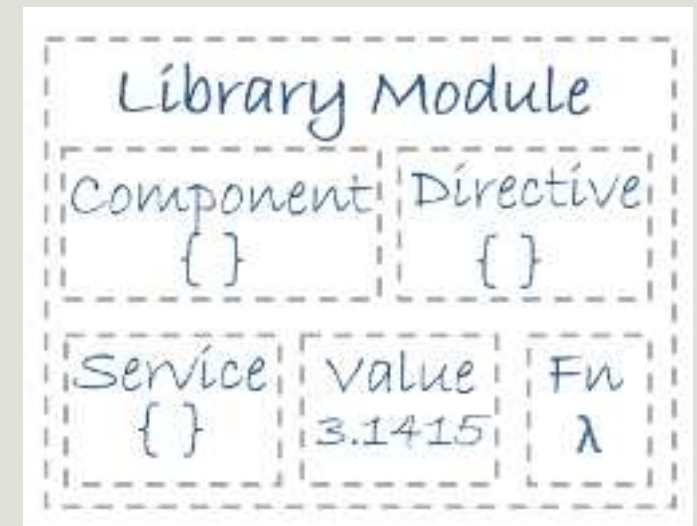 Library Module
Component Directive
{ } { }
Service Value Fn
{ } 3.1415 λ